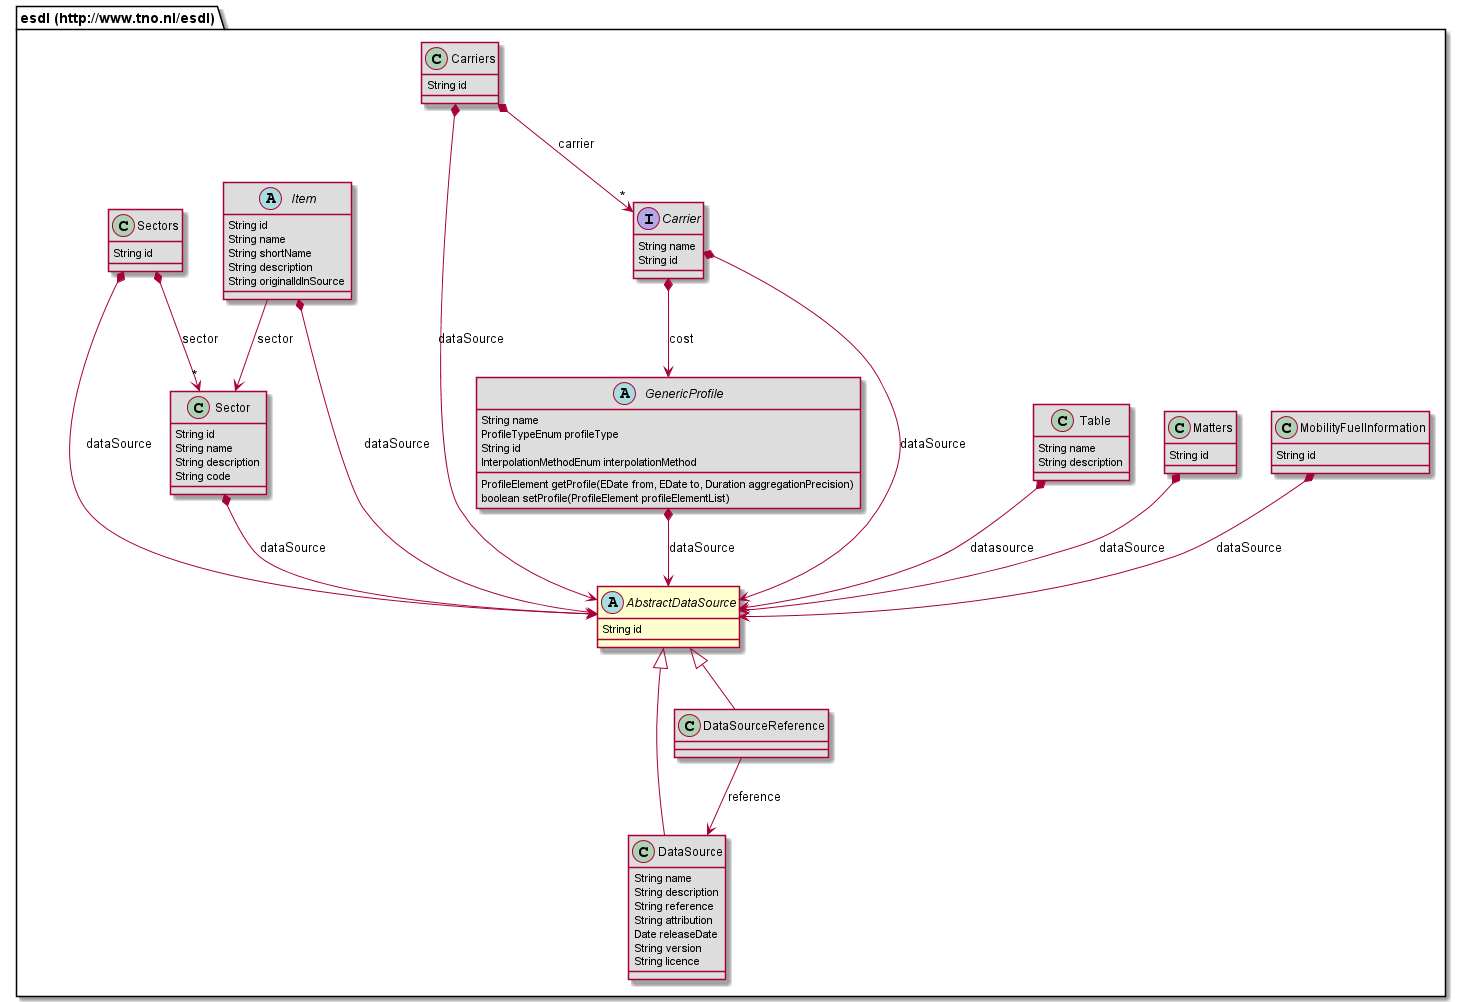 esdl (http://www.tno.nl/esdl)
C Carriers
String id
carrier
*
A Item
String id
String name
String shortName
String description
String originalIdInSource
C Sectors
String id
I Carrier
String name
String id
dataSource
sector
*
sector
cost
A GenericProfile
String name
ProfileTypeEnum profileType
String id
InterpolationMethodEnum interpolationMethod
ProfileElement getProfile(EDate from, EDate to, Duration aggregationPrecision)
boolean setProfile(ProfileElement profileElementList)
C Sector
String id
String name
String description
String code
C Table
String name
String description
C Matters
String id
C MobilityFuelInformation
String id
dataSource
dataSource
dataSource
dataSource
dataSource
datasource
dataSource
dataSource
A AbstractDataSource
String id
C DataSourceReference
reference
C DataSource
String name
String description
String reference
String attribution
Date releaseDate
String version
String licence